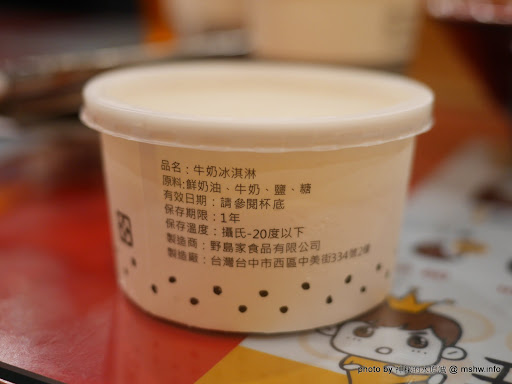 品名：牛奶冰淇淋
原料:鮮奶油、牛奶、鹽、糖
有效日期：請參閱杯底
保存期限：1年
保存溫度：攝氏-20度以下
製造商：野島家食品有限公司
製造廠：台灣台中市西區中美街334號2樓
photo by @ mshw.info